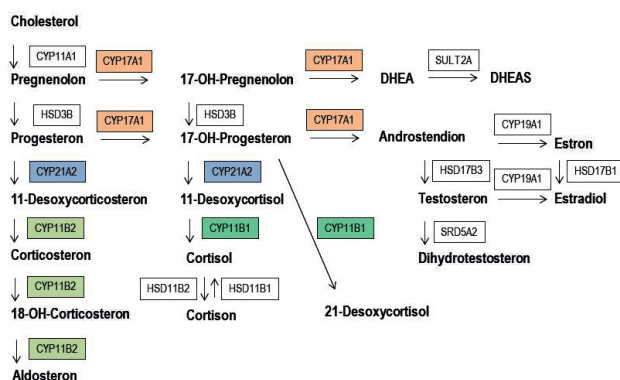 Cholesterol
CYP11A1 CYP17A1 CYP17A1 SULT2A
Pregnenolon 17-OH-Pregnenolon DHEA DHEAS
HSD3B CYP17A1 HSD3B CYP17A1 CYP19A1
Progesteron 17-OH-Progesteron Androstendion Estron
CYP21A2 CYP21A2 HSD17B3 CYP19A1 HSD17B1
11-Desoxycorticosteron 11-Desoxycortisol Testosteron Estradiol
CYP11B2 CYP11B1 CYP11B1 SRD5A2
Corticosteron Cortisol Dihydrotestosteron
CYP11B2 HSD11B2 HSD11B1
18-OH-Corticosteron Cortison 21-Desoxycortisol
CYP11B2
Aldosteron